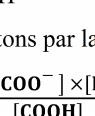 tons par la
COO⁻ ] ×[
[COOH]